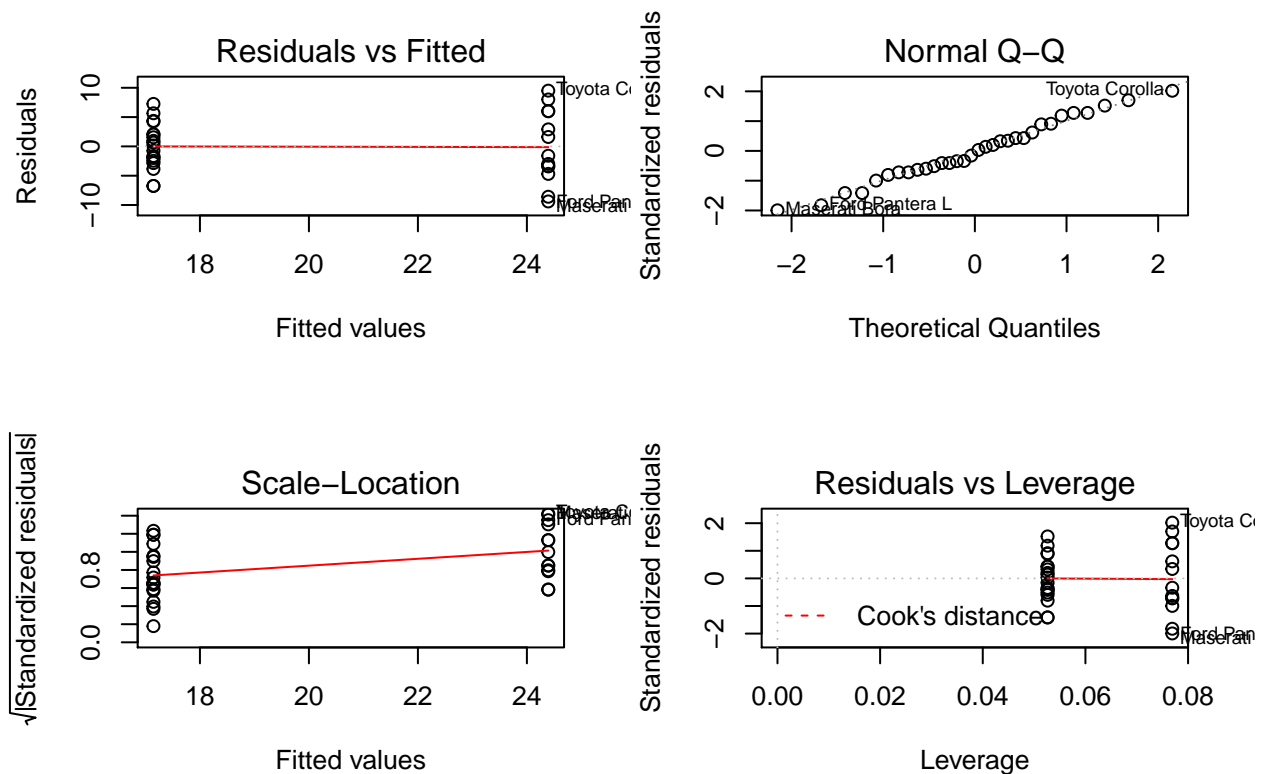 Residuals vs Fitted
Residuals
10
0
−10
Toyota Co
Ford Pan
Maserati
18 20 22 24
Fitted values
Normal Q−Q
Standardized residuals
2
0
−2
Toyota Corolla
Ford Pantera L
Maserati Bora
−2 −1 0 1 2
Theoretical Quantiles
Scale−Location
√|Standardized residuals|
0.8
0.0
Toyota C
Maserati
Ford Pan
18 20 22 24
Fitted values
Residuals vs Leverage
Standardized residuals
2
0
−2
Toyota Co
Ford Pan
Maserati
Cook's distance
0.00 0.02 0.04 0.06 0.08
Leverage